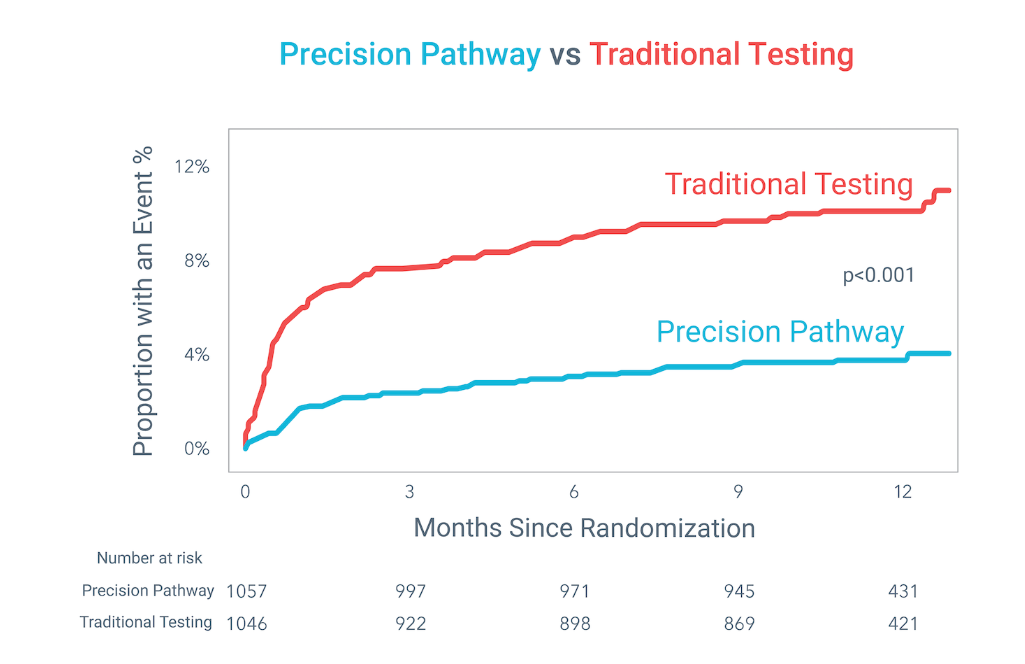 Precision Pathway vs Traditional Testing
Proportion with an Event %
12%
8%
4%
0%
Traditional Testing
p<0.001
Precision Pathway
0 3 6 9 12
Months Since Randomization
Number at risk
Precision Pathway 1057 997 971 945 431
Traditional Testing 1046 922 898 869 421